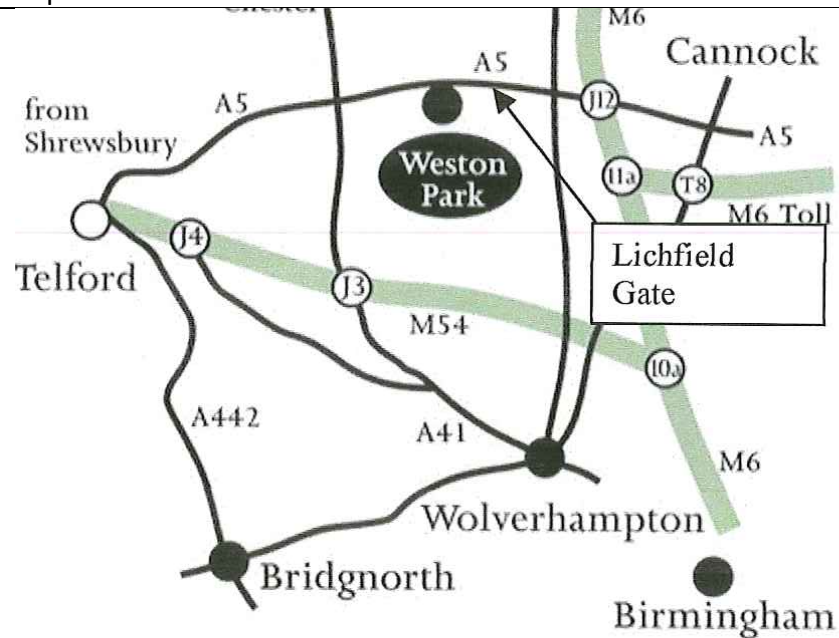 M6
Cannock
A5
from
Shrewsbury
A5
J12
A5
Weston
Park
11a
T8
M6 Toll
J4
Lichfield
Gate
Telford
J3
M54
10a
A442
A41
M6
Wolverhampton
Bridgnorth
Birmingham